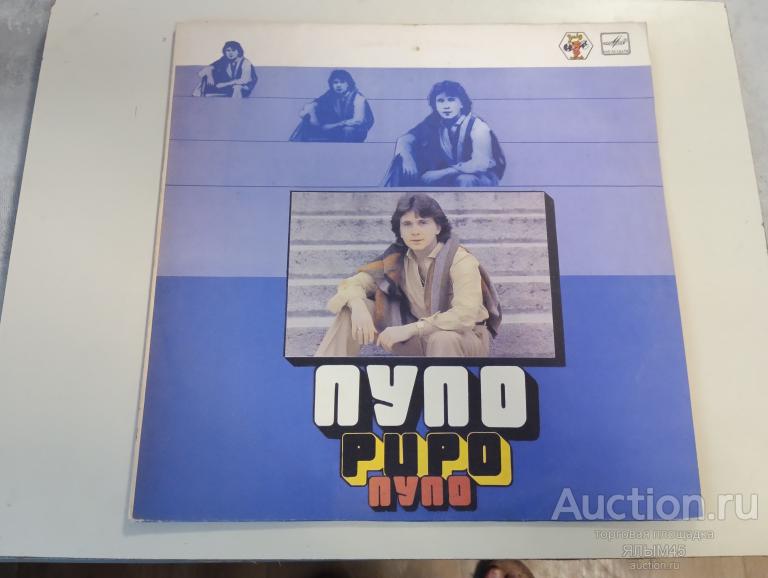 ПУПО
PUPO
ПУПО
Auction.ru
торговая площадка
ЯЛЫМ45
auction.ru